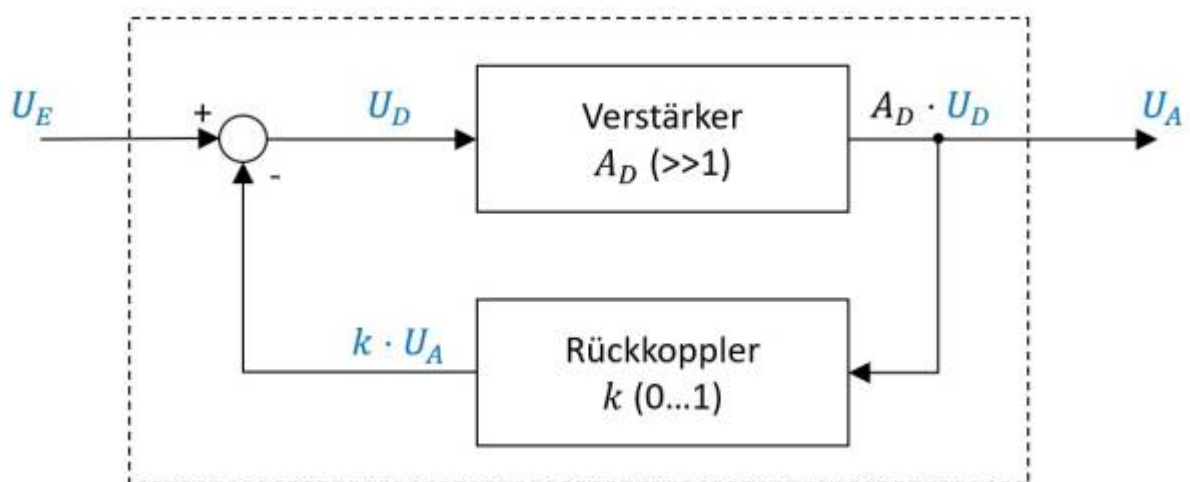 U_E
+
-
U_D
Verstärker
A_D (>>1)
A_D · U_D
U_A
k · U_A
Rückkoppler
k (0...1)